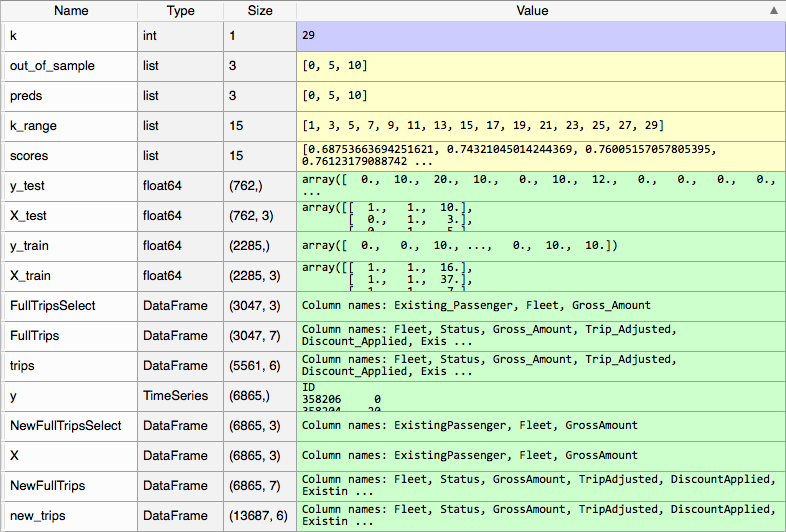 Name Type Size Value
k int 1 29
out_of_sample list 3 [0, 5, 10]
preds list 3 [0, 5, 10]
k_range list 15 [1, 3, 5, 7, 9, 11, 13, 15, 17, 19, 21, 23, 25, 27, 29]
scores list 15 [0.68753663694251621, 0.74321045014244369, 0.76005157057805395,
0.76123179088742 ...
y_test float64 (762,) array([ 0., 10., 20., 10., 0., 10., 12., 0., 0., 0., 0.,
...
X_test float64 (762, 3) array([[ 1., 1., 10.],
[ 0., 1., 3.],
y_train float64 (2285,) array([ 0., 0., 10., ..., 0., 10., 10.])
X_train float64 (2285, 3) array([[ 1., 1., 16.],
[ 1., 1., 37.],
FullTripsSelect DataFrame (3047, 3) Column names: Existing_Passenger, Fleet, Gross_Amount
FullTrips DataFrame (3047, 7) Column names: Fleet, Status, Gross_Amount, Trip_Adjusted,
Discount_Applied, Exis ...
trips DataFrame (5561, 6) Column names: Fleet, Status, Gross_Amount, Trip_Adjusted,
Discount_Applied, Exis ...
y TimeSeries (6865,) ID
358206 0
NewFullTripsSelect DataFrame (6865, 3) Column names: ExistingPassenger, Fleet, GrossAmount
X DataFrame (6865, 3) Column names: ExistingPassenger, Fleet, GrossAmount
NewFullTrips DataFrame (6865, 7) Column names: Fleet, Status, GrossAmount, TripAdjusted, DiscountApplied,
Existin ...
new_trips DataFrame (13687, 6) Column names: Fleet, Status, GrossAmount, TripAdjusted, DiscountApplied,
Existin ...